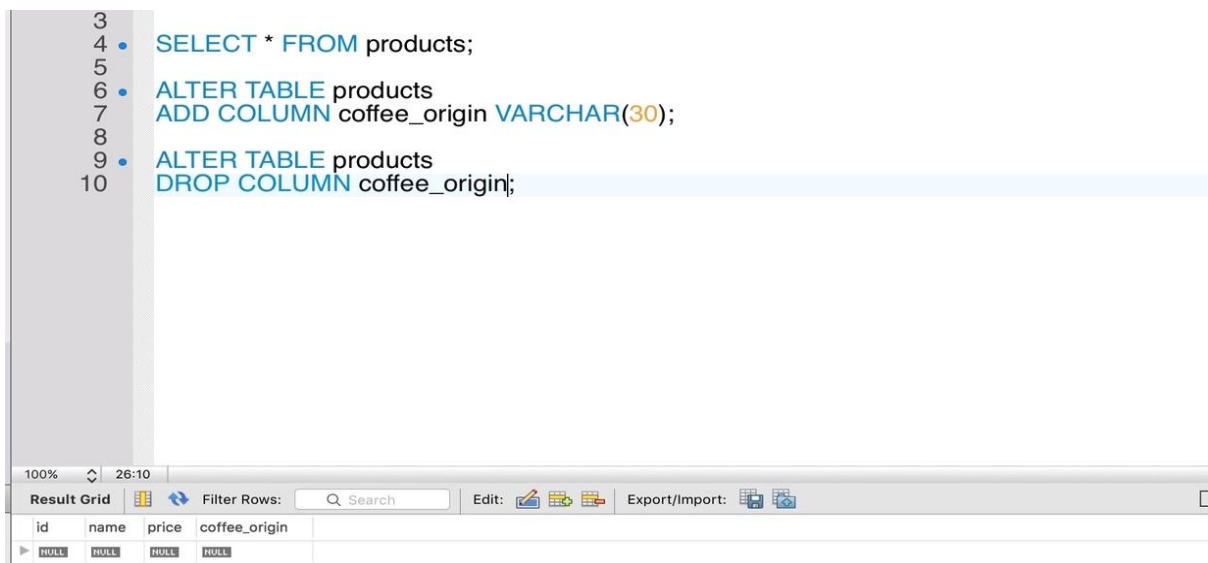 3
4 SELECT * FROM products;
5
6 ALTER TABLE products
7 ADD COLUMN coffee_origin VARCHAR(30);
8
9 ALTER TABLE products
10 DROP COLUMN coffee_origin;
100% 26:10
Result Grid Filter Rows: Search Edit: Export/Import:
id name price coffee_origin
NULL NULL NULL NULL